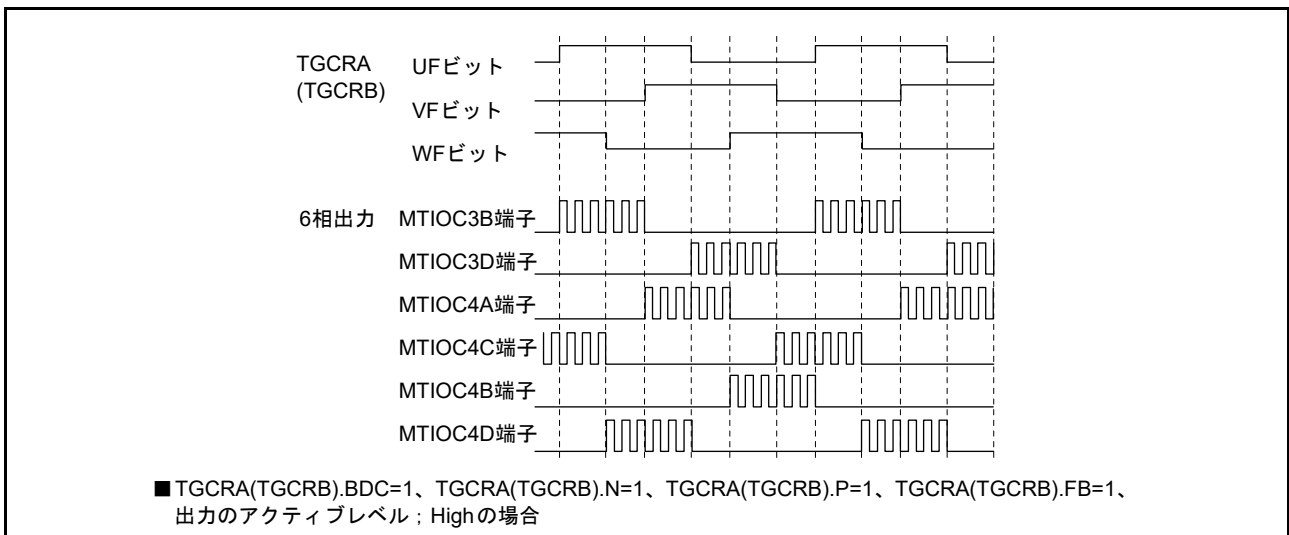 TGCRA
(TGCRB)
UFビット
VFビット
WFビット
6相出力 MTIOC3B端子
MTIOC3D端子
MTIOC4A端子
MTIOC4C端子
MTIOC4B端子
MTIOC4D端子
■TGCRA(TGCRB).BDC=1、TGCRA(TGCRB).N=1、TGCRA(TGCRB).P=1、TGCRA(TGCRB).FB=1、
出力のアクティブレベル；Highの場合